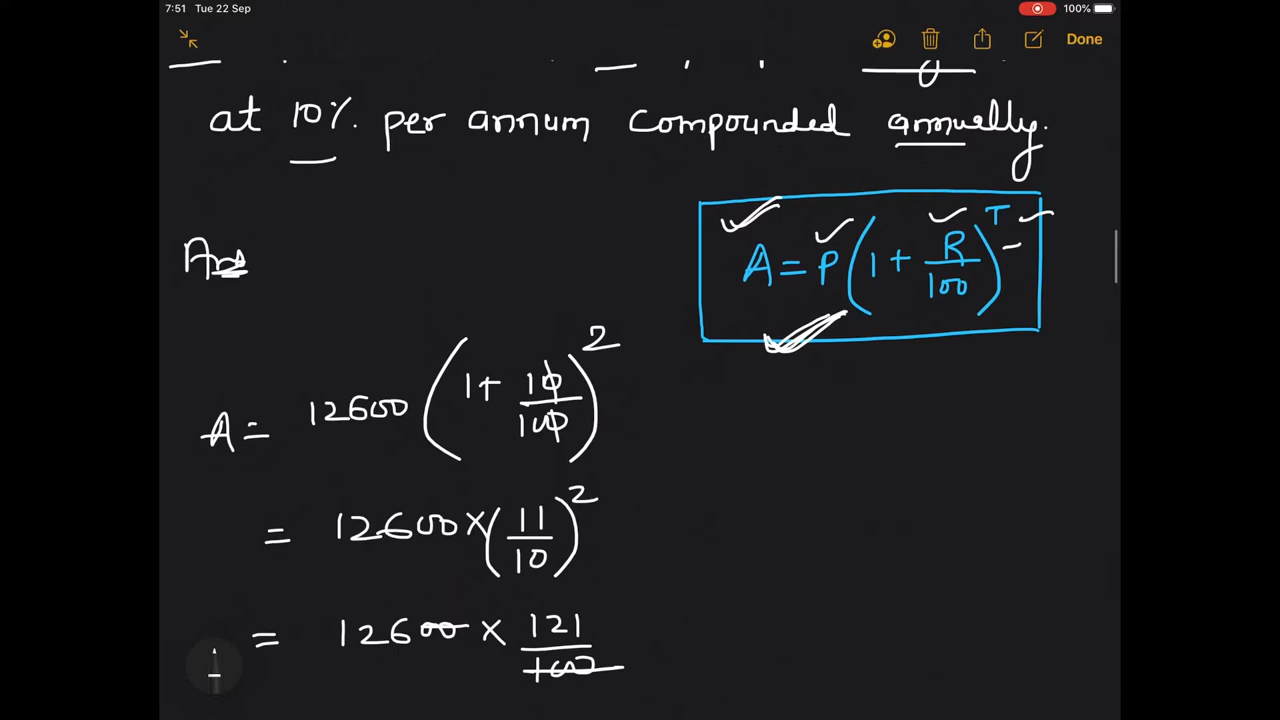 7:51 Tue 22 Sep
100%
Done
at 10% per annum compounded annually.
Ans
A = P(1 + R/100)^T
A = 12600 (1 + 10/100)^2
= 12600 × (11/10)^2
= 12600 × 121/100